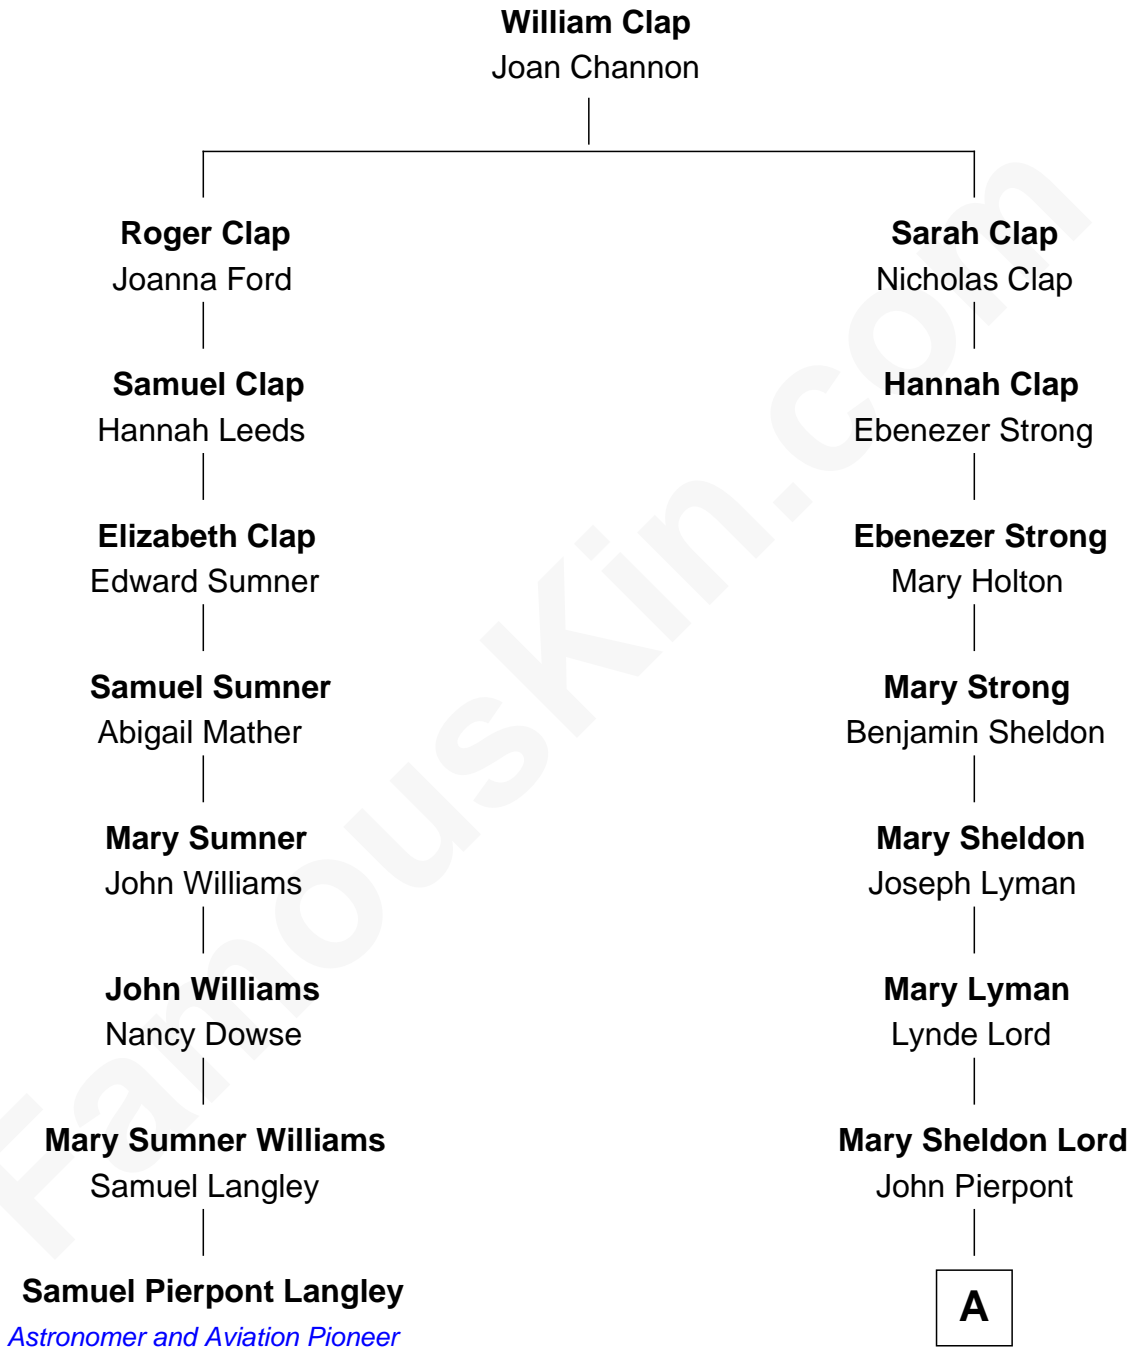 William Clap
Joan Channon
Roger Clap
Joanna Ford
Samuel Clap
Hannah Leeds
Elizabeth Clap
Edward Sumner
Samuel Sumner
Abigail Mather
Mary Sumner
John Williams
John Williams
Nancy Dowse
Mary Sumner Williams
Samuel Langley
Samuel Pierpont Langley
Astronomer and Aviation Pioneer
Sarah Clap
Nicholas Clap
Hannah Clap
Ebenezer Strong
Ebenezer Strong
Mary Holton
Mary Strong
Benjamin Sheldon
Mary Sheldon
Joseph Lyman
Mary Lyman
Lynde Lord
Mary Sheldon Lord
John Pierpont
A
FamousKin.com